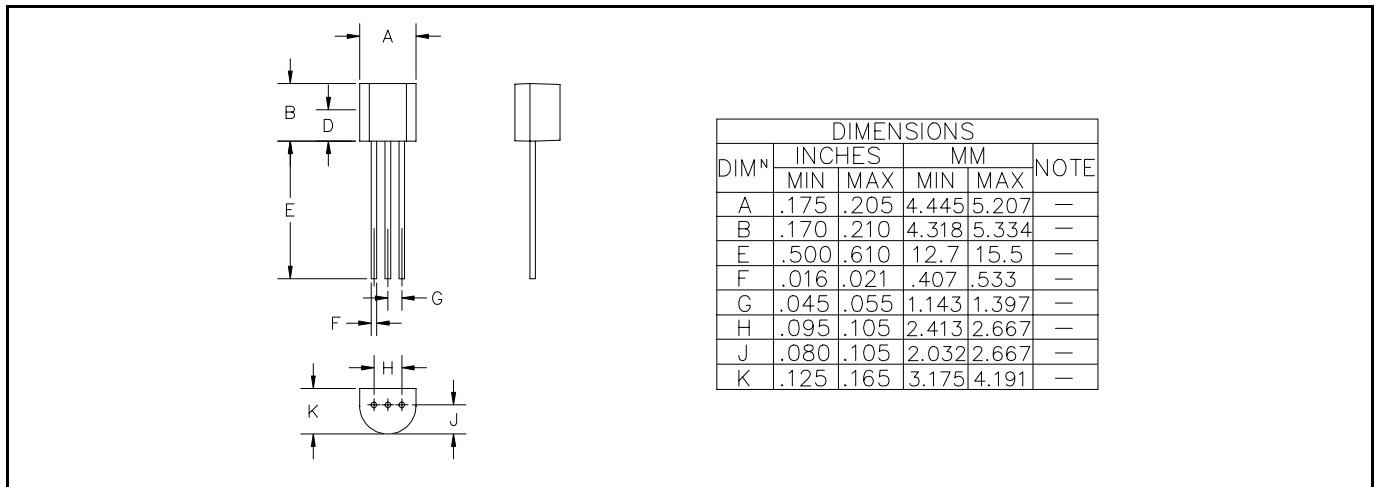 A
B
D
E
G
F
H
K
J
DIMENSIONS
DIMᴺ INCHES MM NOTE
MIN MAX MIN MAX
A .175 .205 4.445 5.207 —
B .170 .210 4.318 5.334 —
E .500 .610 12.7 15.5 —
F .016 .021 .407 .533 —
G .045 .055 1.143 1.397 —
H .095 .105 2.413 2.667 —
J .080 .105 2.032 2.667 —
K .125 .165 3.175 4.191 —